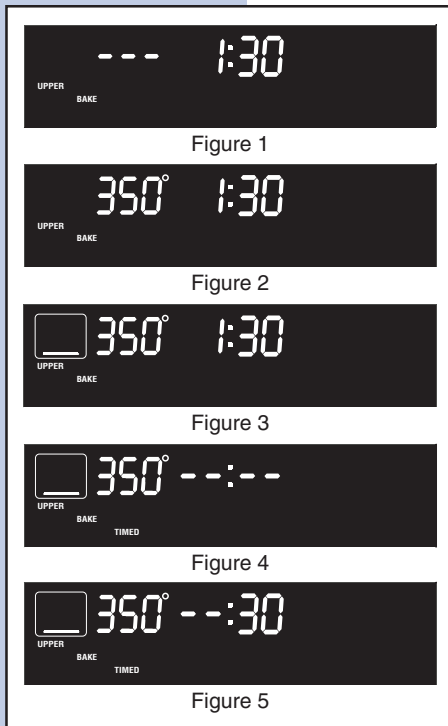 --- 1:30
UPPER
BAKE
Figure 1
350° 1:30
UPPER
BAKE
Figure 2
350° 1:30
UPPER
BAKE
Figure 3
350° --:--
UPPER
BAKE
TIMED
Figure 4
350° --:30
UPPER
BAKE
TIMED
Figure 5